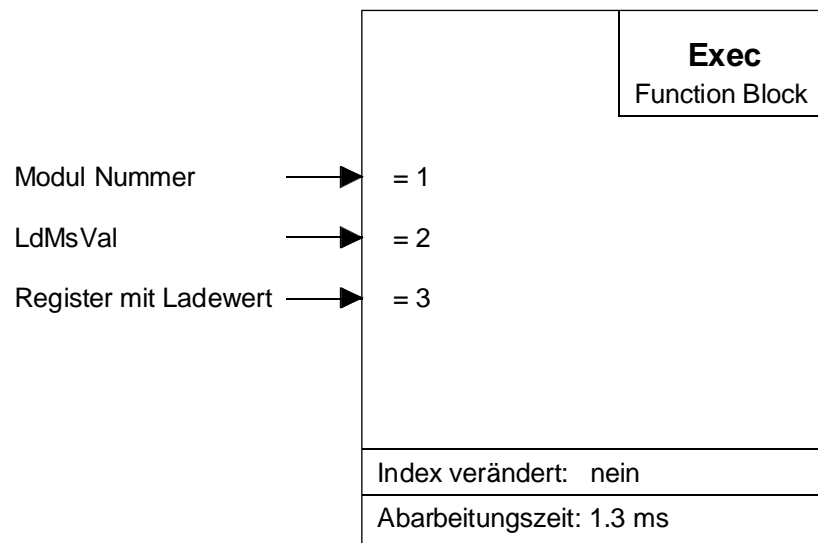 Exec
Function Block
Modul Nummer = 1
LdMsVal = 2
Register mit Ladewert = 3
Index verändert: nein
Abarbeitungszeit: 1.3 ms